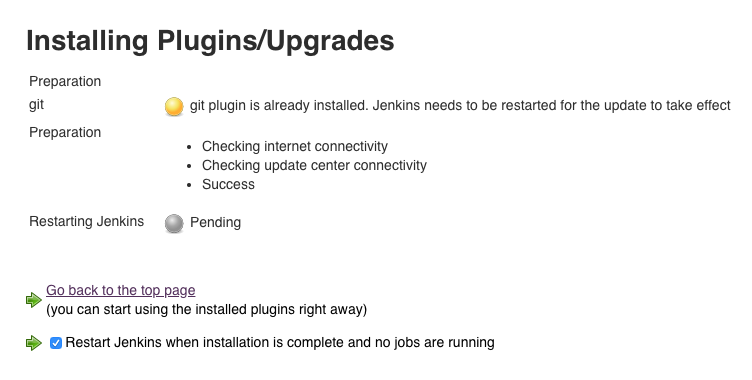 Installing Plugins/Upgrades
Preparation
git git plugin is already installed. Jenkins needs to be restarted for the update to take effect
Preparation
• Checking internet connectivity
• Checking update center connectivity
• Success
Restarting Jenkins Pending
Go back to the top page
(you can start using the installed plugins right away)
Restart Jenkins when installation is complete and no jobs are running